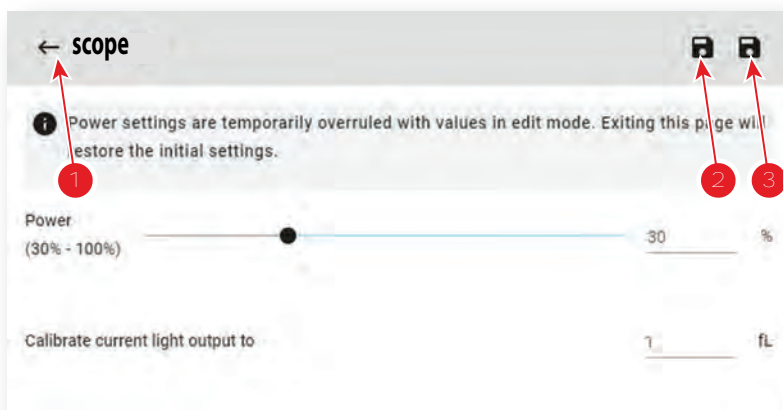 ← scope
Power settings are temporarily overruled with values in edit mode. Exiting this page will
restore the initial settings.
1
2
3
Power
(30% - 100%)
30
%
Calibrate current light output to
1
fL